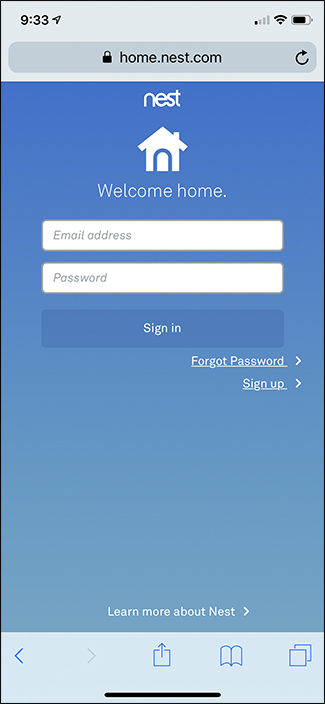 9:33
home.nest.com
nest
Welcome home.
Email address
Password
Sign in
Forgot Password
Sign up
Learn more about Nest